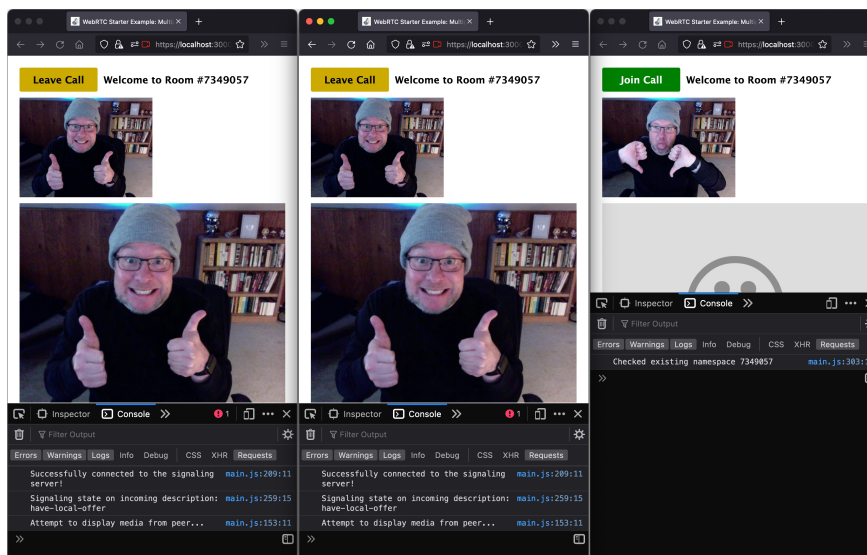 WebRTC Starter Example: Multi
https://localhost:3000
Leave Call
Welcome to Room #7349057
Inspector
Console
1
Filter Output
Errors
Warnings
Logs
Info
Debug
CSS
XHR
Requests
Successfully connected to the signaling server!
main.js:209:11
Signaling state on incoming description: have-local-offer
main.js:259:15
Attempt to display media from peer...
main.js:153:11
WebRTC Starter Example: Multi
https://localhost:3000
Leave Call
Welcome to Room #7349057
Inspector
Console
1
Filter Output
Errors
Warnings
Logs
Info
Debug
CSS
XHR
Requests
Successfully connected to the signaling server!
main.js:209:11
Signaling state on incoming description: have-local-offer
main.js:259:15
Attempt to display media from peer...
main.js:153:11
WebRTC Starter Example: Multi
https://localhost:3000
Join Call
Welcome to Room #7349057
Inspector
Console
Filter Output
Errors
Warnings
Logs
Info
Debug
CSS
XHR
Requests
Checked existing namespace 7349057
main.js:303:1